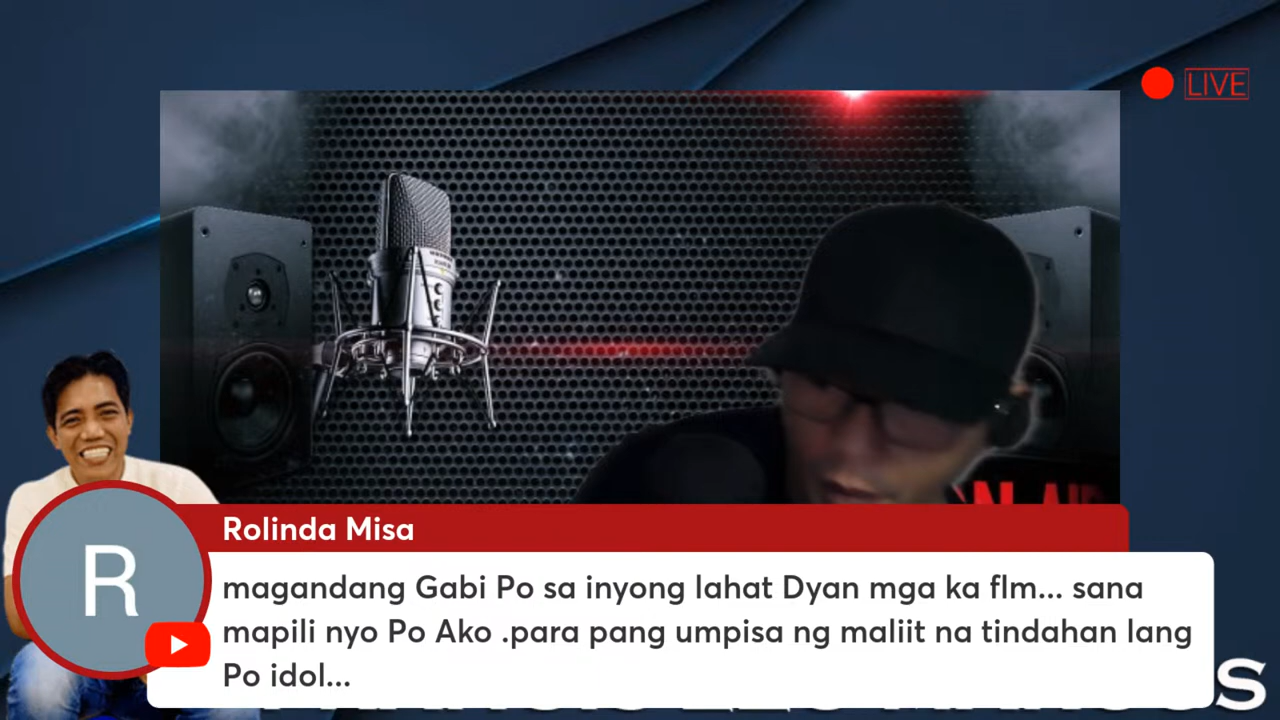 LIVE
Rolinda Misa
R
magandang Gabi Po sa inyong lahat Dyan mga ka flm... sana
mapili nyo Po Ako .para pang umpisa ng maliit na tindahan lang
Po idol...